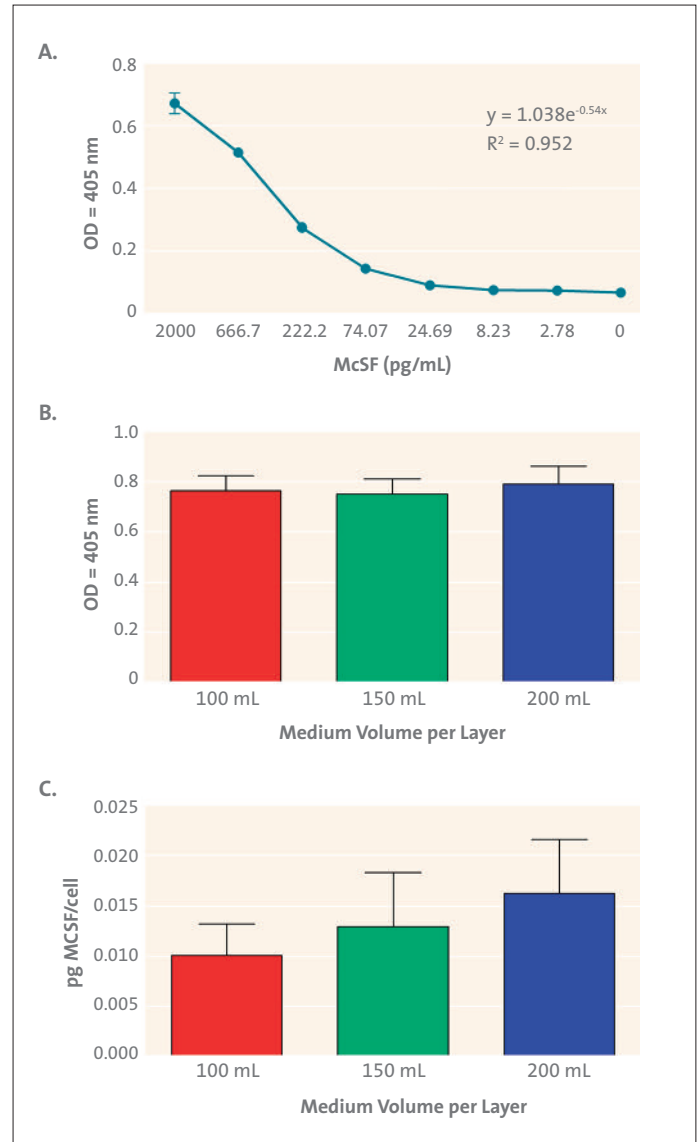 A.
0.8
0.6
0.4
0.2
0
OD = 405 nm
y = 1.038e^-0.54x
R² = 0.952
2000 666.7 222.2 74.07 24.69 8.23 2.78 0
McSF (pg/mL)
B.
1.0
0.8
0.6
0.4
0.2
0
OD = 405 nm
100 mL 150 mL 200 mL
Medium Volume per Layer
C.
0.025
0.020
0.015
0.010
0.005
0.000
pg MCSF/cell
100 mL 150 mL 200 mL
Medium Volume per Layer